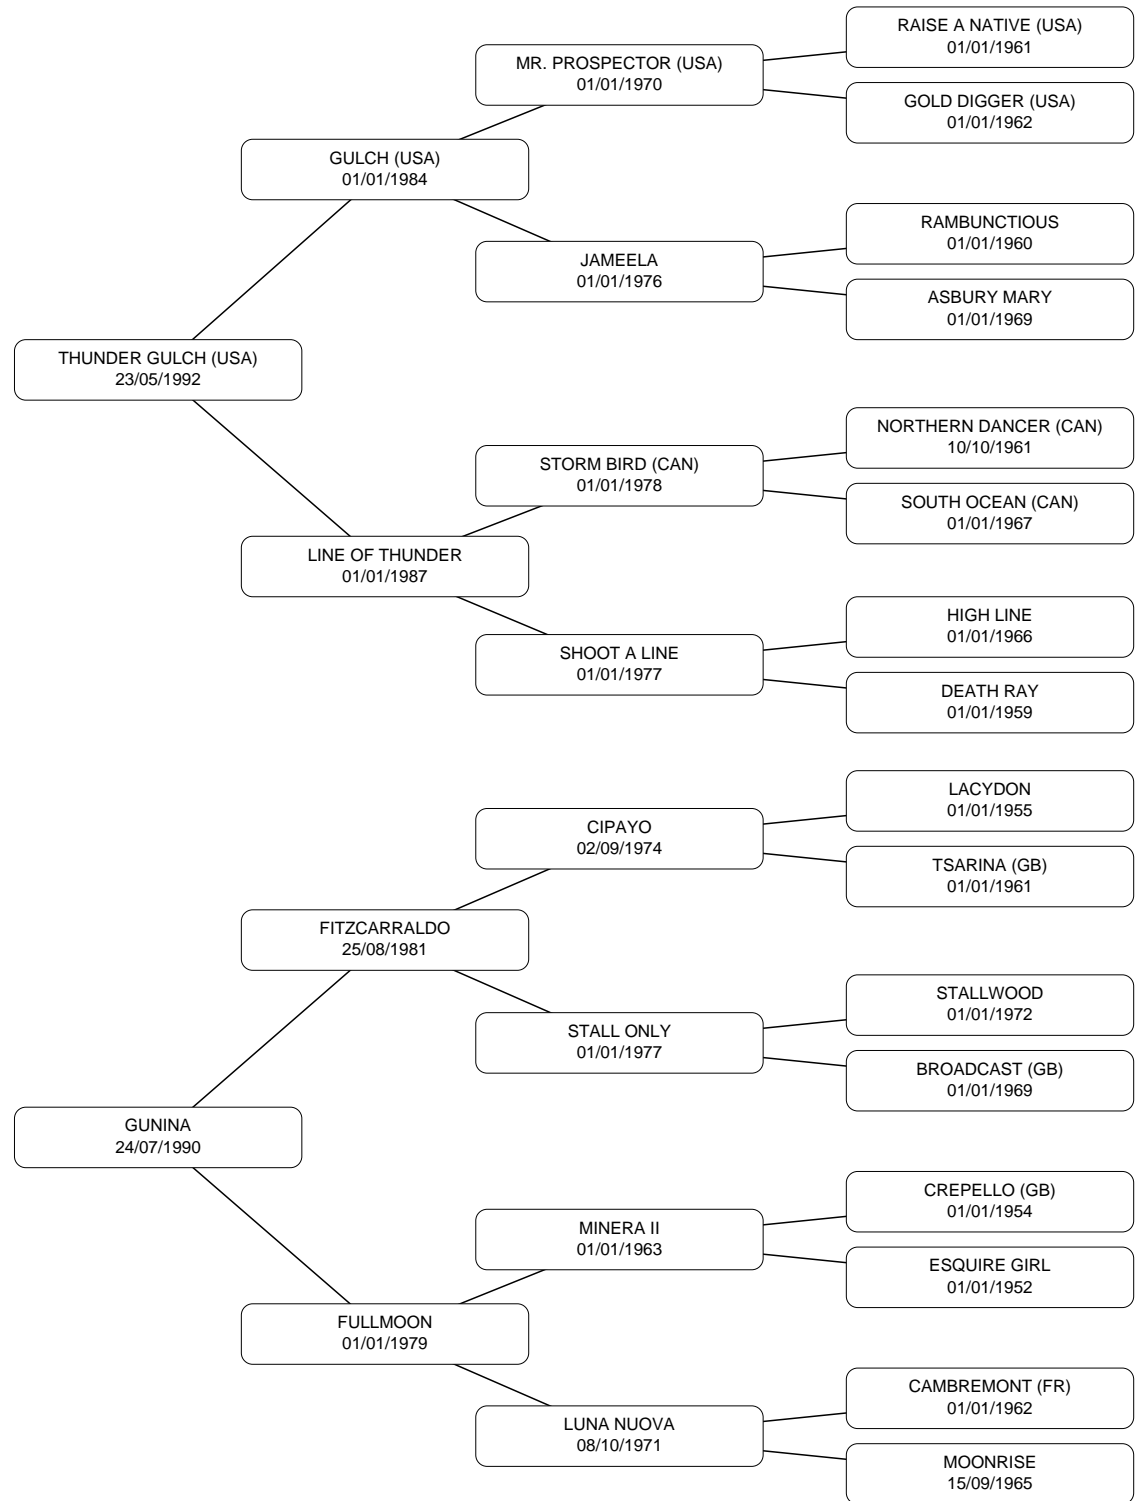 RAISE A NATIVE (USA)
01/01/1961
MR. PROSPECTOR (USA)
01/01/1970
GOLD DIGGER (USA)
01/01/1962
GULCH (USA)
01/01/1984
RAMBUNCTIOUS
01/01/1960
JAMEELA
01/01/1976
ASBURY MARY
01/01/1969
THUNDER GULCH (USA)
23/05/1992
NORTHERN DANCER (CAN)
10/10/1961
STORM BIRD (CAN)
01/01/1978
SOUTH OCEAN (CAN)
01/01/1967
LINE OF THUNDER
01/01/1987
HIGH LINE
01/01/1966
SHOOT A LINE
01/01/1977
DEATH RAY
01/01/1959
LACYDON
01/01/1955
CIPAYO
02/09/1974
TSARINA (GB)
01/01/1961
FITZCARRALDO
25/08/1981
STALLWOOD
01/01/1972
STALL ONLY
01/01/1977
BROADCAST (GB)
01/01/1969
GUNINA
24/07/1990
CREPELLO (GB)
01/01/1954
MINERA II
01/01/1963
ESQUIRE GIRL
01/01/1952
FULLMOON
01/01/1979
CAMBREMONT (FR)
01/01/1962
LUNA NUOVA
08/10/1971
MOONRISE
15/09/1965